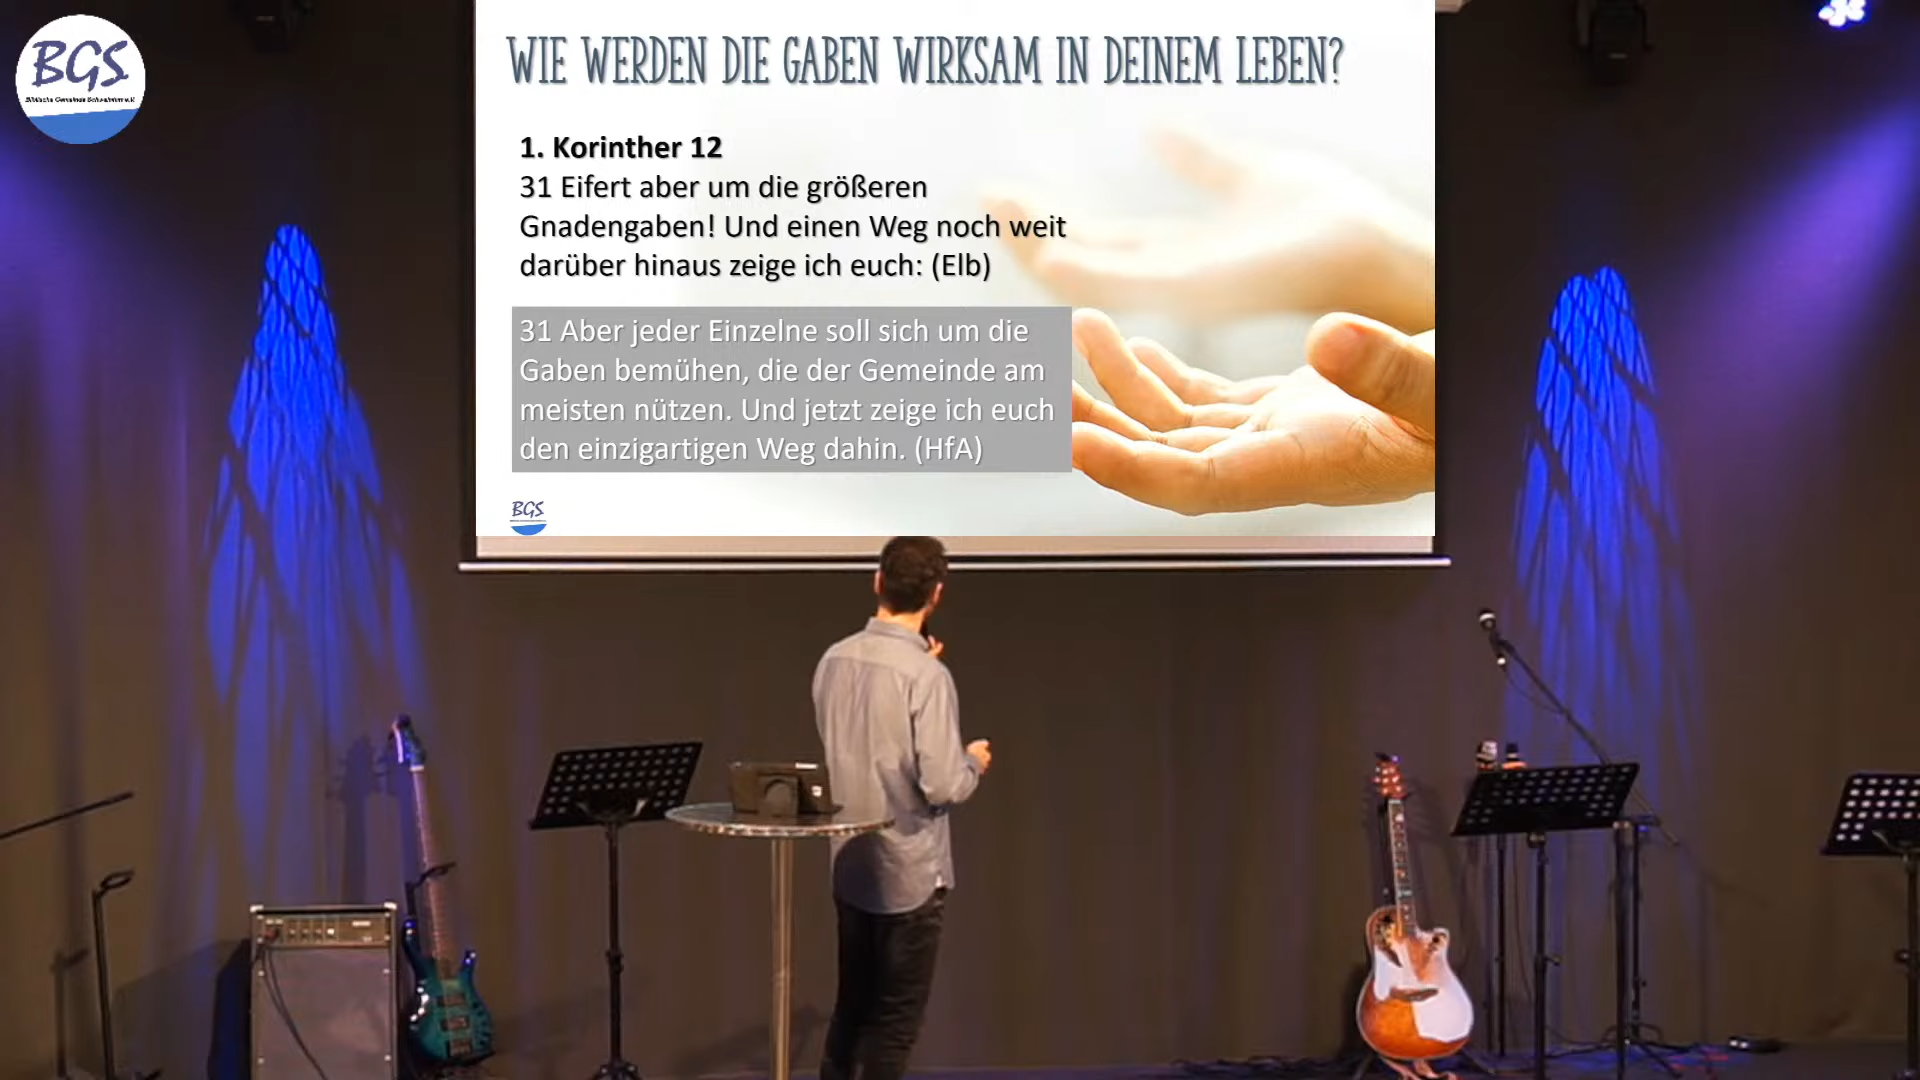 BGS
Biblische Gemeinde Schweinfurt e.V.
WIE WERDEN DIE GABEN WIRKSAM IN DEINEM LEBEN?
1. Korinther 12
31 Eifert aber um die größeren
Gnadengaben! Und einen Weg noch weit
darüber hinaus zeige ich euch: (Elb)
31 Aber jeder Einzelne soll sich um die
Gaben bemühen, die der Gemeinde am
meisten nützen. Und jetzt zeige ich euch
den einzigartigen Weg dahin. (HfA)
BGS